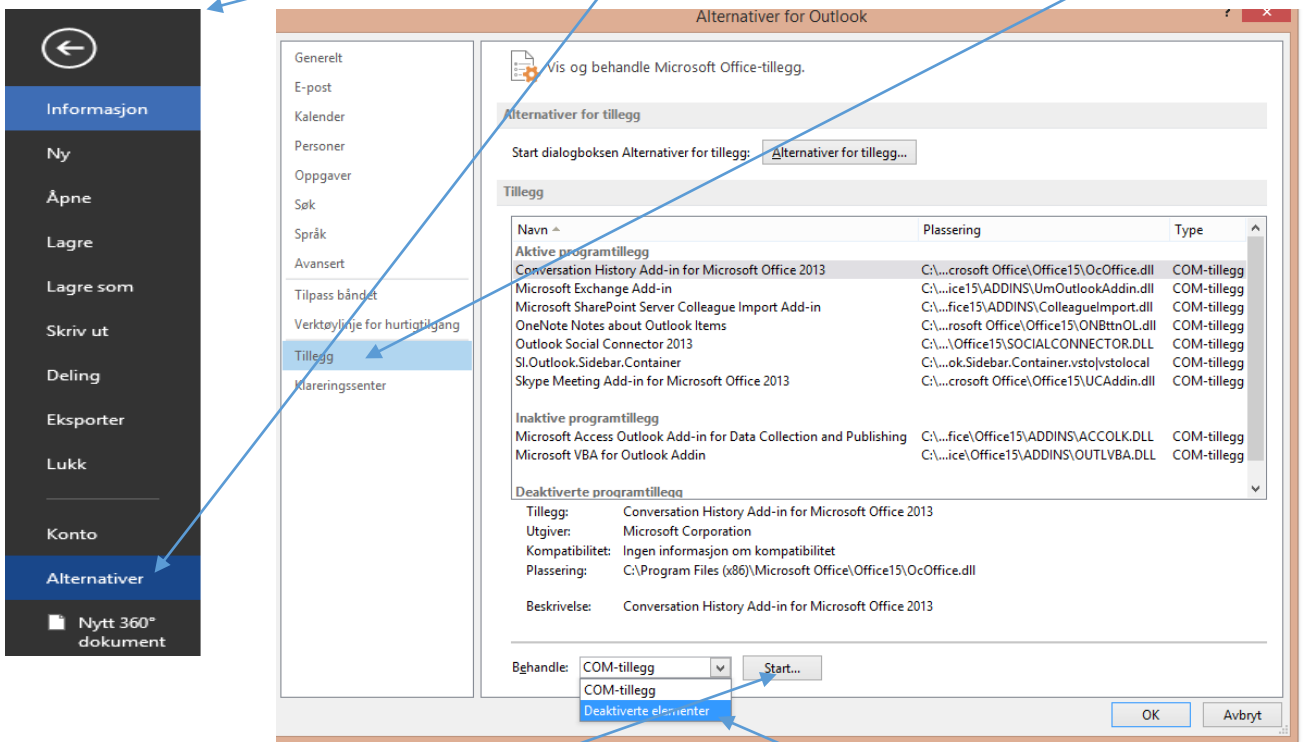 Informasjon
Ny
Åpne
Lagre
Lagre som
Skriv ut
Deling
Eksporter
Lukk
Konto
Alternativer
Nytt 360°
dokument
Alternativer for Outlook
? ×
Generelt
E-post
Kalender
Personer
Oppgaver
Søk
Språk
Avansert
Tilpass båndet
Verktøylinje for hurtigtilgang
Tillegg
Klareringssenter
Vis og behandle Microsoft Office-tillegg.
Alternativer for tillegg
Start dialogboksen Alternativer for tillegg: Alternativer for tillegg...
Tillegg
Navn Plassering Type
Aktive programtillegg
Conversation History Add-in for Microsoft Office 2013 C:\...crosoft Office\Office15\OcOffice.dll COM-tillegg
Microsoft Exchange Add-in C:\...ice15\ADDINS\UmOutlookAddin.dll COM-tillegg
Microsoft SharePoint Server Colleague Import Add-in C:\...fice15\ADDINS\ColleagueImport.dll COM-tillegg
OneNote Notes about Outlook Items C:\...rosoft Office\Office15\ONBttnOL.dll COM-tillegg
Outlook Social Connector 2013 C:\...\Office15\SOCIALCONNECTOR.DLL COM-tillegg
SI.Outlook.Sidebar.Container C:\...ok.Sidebar.Container.vsto|vstolocal COM-tillegg
Skype Meeting Add-in for Microsoft Office 2013 C:\...crosoft Office\Office15\UCAddin.dll COM-tillegg
Inaktive programtillegg
Microsoft Access Outlook Add-in for Data Collection and Publishing C:\...fice\Office15\ADDINS\ACCOLK.DLL COM-tillegg
Microsoft VBA for Outlook Addin C:\...ice\Office15\ADDINS\OUTLVBA.DLL COM-tillegg
Deaktiverte programtillegg
Tillegg: Conversation History Add-in for Microsoft Office 2013
Utgiver: Microsoft Corporation
Kompatibilitet: Ingen informasjon om kompatibilitet
Plassering: C:\Program Files (x86)\Microsoft Office\Office15\OcOffice.dll
Beskrivelse: Conversation History Add-in for Microsoft Office 2013
Behandle: COM-tillegg Start...
COM-tillegg
Deaktiverte elementer
OK Avbryt